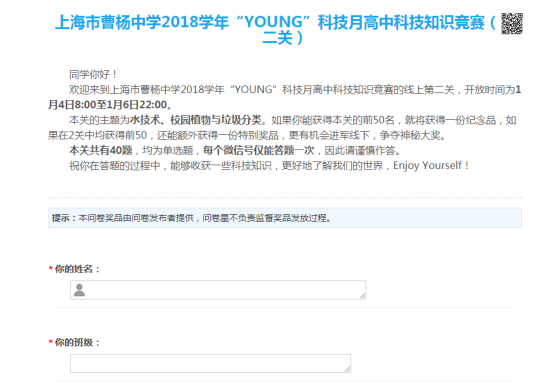 上海市曹杨中学2018学年“YOUNG”科技月高中科技知识竞赛（
二关）
同学你好！
欢迎来到上海市曹杨中学2018学年“YOUNG”科技月高中科技知识竞赛的线上第二关，开放时间为1
月4日8:00至1月6日22:00。
本关的主题为水技术、校园植物与垃圾分类。如果你能获得本关的前50名，就将获得一份纪念品，如
果在2关中均获得前50，还能额外获得一份特别奖品，更有机会进军线下，争夺神秘大奖。
本关共有40题，均为单选题，每个微信号仅能答题一次，因此请谨慎作答。
祝你在答题的过程中，能够收获一些科技知识，更好地了解我们的世界，Enjoy Yourself！
提示：本问卷奖品由问卷发布者提供，问卷星不负责监督奖品发放过程。
* 你的姓名：
* 你的班级：